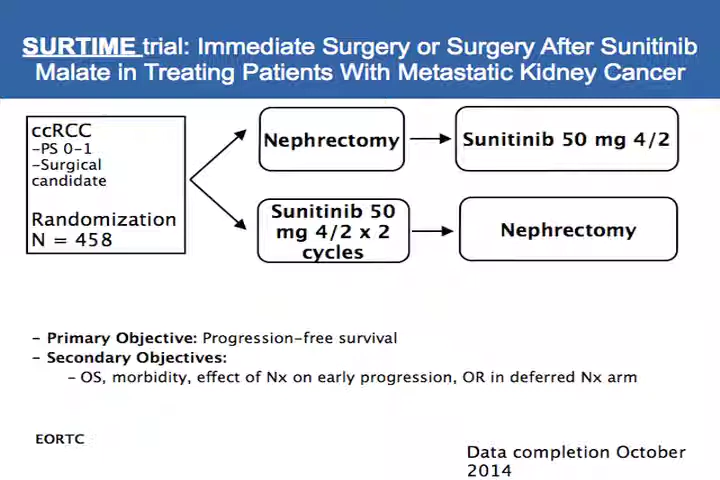 SURTIME trial: Immediate Surgery or Surgery After Sunitinib
Malate in Treating Patients With Metastatic Kidney Cancer
ccRCC
-PS 0-1
-Surgical
candidate
Randomization
N = 458
Nephrectomy
Sunitinib 50 mg 4/2
Sunitinib 50
mg 4/2 x 2
cycles
Nephrectomy
- Primary Objective: Progression-free survival
- Secondary Objectives:
- OS, morbidity, effect of Nx on early progression, OR in deferred Nx arm
EORTC
Data completion October
2014